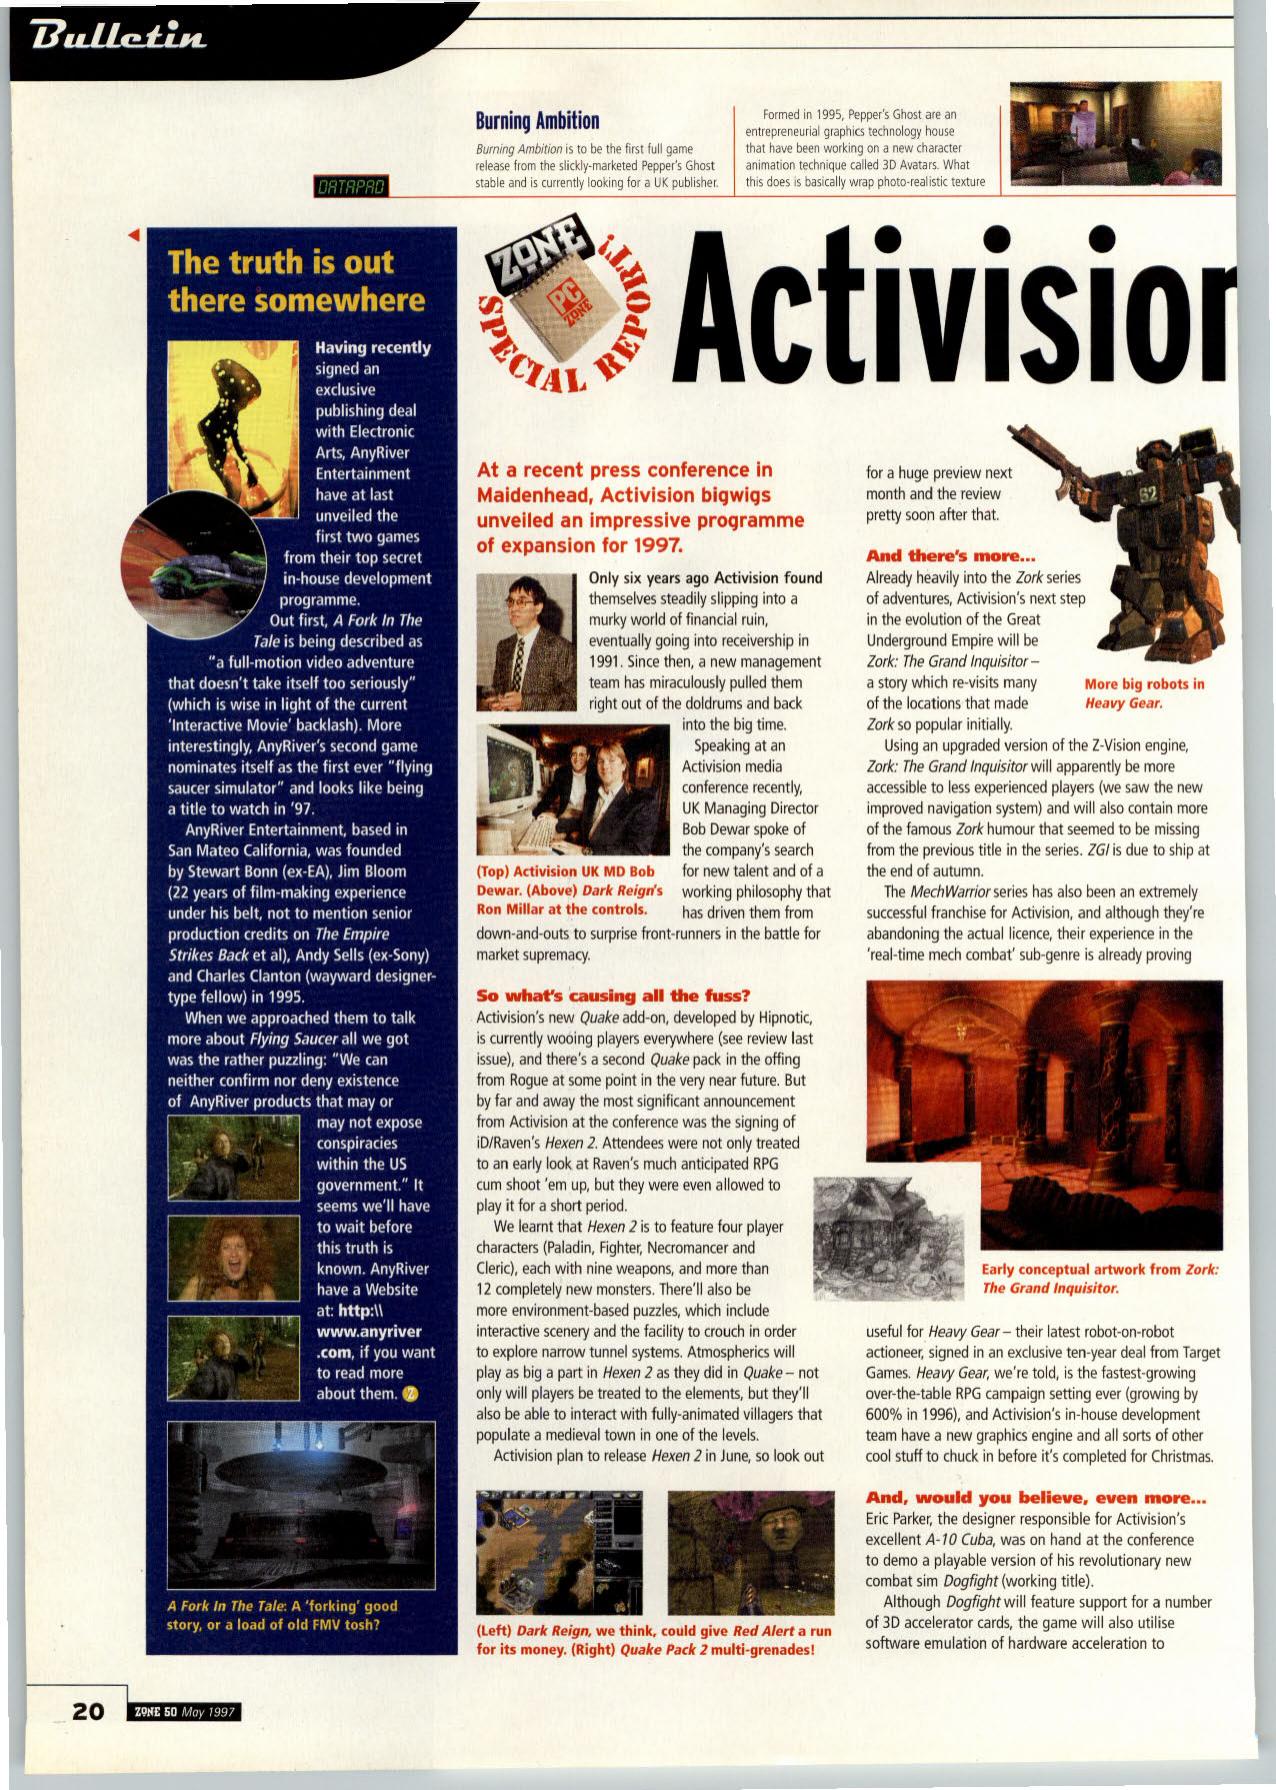 Bulletin
DATAPAD
Burning Ambition
Burning Ambition is to be the first full game
release from the slickly-marketed Pepper's Ghost
stable and is currently looking for a UK publisher.
Formed in 1995, Pepper's Ghost are an
entrepreneurial graphics technology house
that have been working on a new character
animation technique called 3D Avatars. What
this does is basically wrap photo-realistic texture
The truth is out
there somewhere
Having recently
signed an
exclusive
publishing deal
with Electronic
Arts, AnyRiver
Entertainment
have at last
unveiled the
first two games
from their top secret
in-house development
programme.
Out first, A Fork In The
Tale is being described as
"a full-motion video adventure
that doesn't take itself too seriously"
(which is wise in light of the current
'Interactive Movie' backlash). More
interestingly, AnyRiver's second game
nominates itself as the first ever "flying
saucer simulator" and looks like being
a title to watch in '97.
AnyRiver Entertainment, based in
San Mateo California, was founded
by Stewart Bonn (ex-EA), Jim Bloom
(22 years of film-making experience
under his belt, not to mention senior
production credits on The Empire
Strikes Back et al), Andy Sells (ex-Sony)
and Charles Clanton (wayward designer-
type fellow) in 1995.
When we approached them to talk
more about Flying Saucer all we got
was the rather puzzling: "We can
neither confirm nor deny existence
of AnyRiver products that may or
may not expose
conspiracies
within the US
government." It
seems we'll have
to wait before
this truth is
known. AnyRiver
have a Website
at: http:\\
www.anyriver
.com, if you want
to read more
about them. Z
A Fork In The Tale: A 'forking' good
story, or a load of old FMV tosh?
ZONE
PC
ZONE
SPECIAL REPORT!
Activision
At a recent press conference in
Maidenhead, Activision bigwigs
unveiled an impressive programme
of expansion for 1997.
Only six years ago Activision found
themselves steadily slipping into a
murky world of financial ruin,
eventually going into receivership in
1991. Since then, a new management
team has miraculously pulled them
right out of the doldrums and back
into the big time.
Speaking at an
Activision media
conference recently,
UK Managing Director
Bob Dewar spoke of
the company's search
for new talent and of a
working philosophy that
has driven them from
down-and-outs to surprise front-runners in the battle for
market supremacy.
(Top) Activision UK MD Bob
Dewar. (Above) Dark Reign's
Ron Millar at the controls.
So what's causing all the fuss?
Activision's new Quake add-on, developed by Hipnotic,
is currently wooing players everywhere (see review last
issue), and there's a second Quake pack in the offing
from Rogue at some point in the very near future. But
by far and away the most significant announcement
from Activision at the conference was the signing of
iD/Raven's Hexen 2. Attendees were not only treated
to an early look at Raven's much anticipated RPG
cum shoot 'em up, but they were even allowed to
play it for a short period.
We learnt that Hexen 2 is to feature four player
characters (Paladin, Fighter, Necromancer and
Cleric), each with nine weapons, and more than
12 completely new monsters. There'll also be
more environment-based puzzles, which include
interactive scenery and the facility to crouch in order
to explore narrow tunnel systems. Atmospherics will
play as big a part in Hexen 2 as they did in Quake – not
only will players be treated to the elements, but they'll
also be able to interact with fully-animated villagers that
populate a medieval town in one of the levels.
Activision plan to release Hexen 2 in June, so look out
(Left) Dark Reign, we think, could give Red Alert a run
for its money. (Right) Quake Pack 2 multi-grenades!
for a huge preview next
month and the review
pretty soon after that.
62
More big robots in
Heavy Gear.
And there's more...
Already heavily into the Zork series
of adventures, Activision's next step
in the evolution of the Great
Underground Empire will be
Zork: The Grand Inquisitor –
a story which re-visits many
of the locations that made
Zork so popular initially.
Using an upgraded version of the Z-Vision engine,
Zork: The Grand Inquisitor will apparently be more
accessible to less experienced players (we saw the new
improved navigation system) and will also contain more
of the famous Zork humour that seemed to be missing
from the previous title in the series. ZGI is due to ship at
the end of autumn.
The MechWarrior series has also been an extremely
successful franchise for Activision, and although they're
abandoning the actual licence, their experience in the
'real-time mech combat' sub-genre is already proving
Early conceptual artwork from Zork:
The Grand Inquisitor.
useful for Heavy Gear – their latest robot-on-robot
actioneer, signed in an exclusive ten-year deal from Target
Games. Heavy Gear, we're told, is the fastest-growing
over-the-table RPG campaign setting ever (growing by
600% in 1996), and Activision's in-house development
team have a new graphics engine and all sorts of other
cool stuff to chuck in before it's completed for Christmas.
And, would you believe, even more...
Eric Parker, the designer responsible for Activision's
excellent A-10 Cuba, was on hand at the conference
to demo a playable version of his revolutionary new
combat sim Dogfight (working title).
Although Dogfight will feature support for a number
of 3D accelerator cards, the game will also utilise
software emulation of hardware acceleration to
20
ZONE 50 May 1997